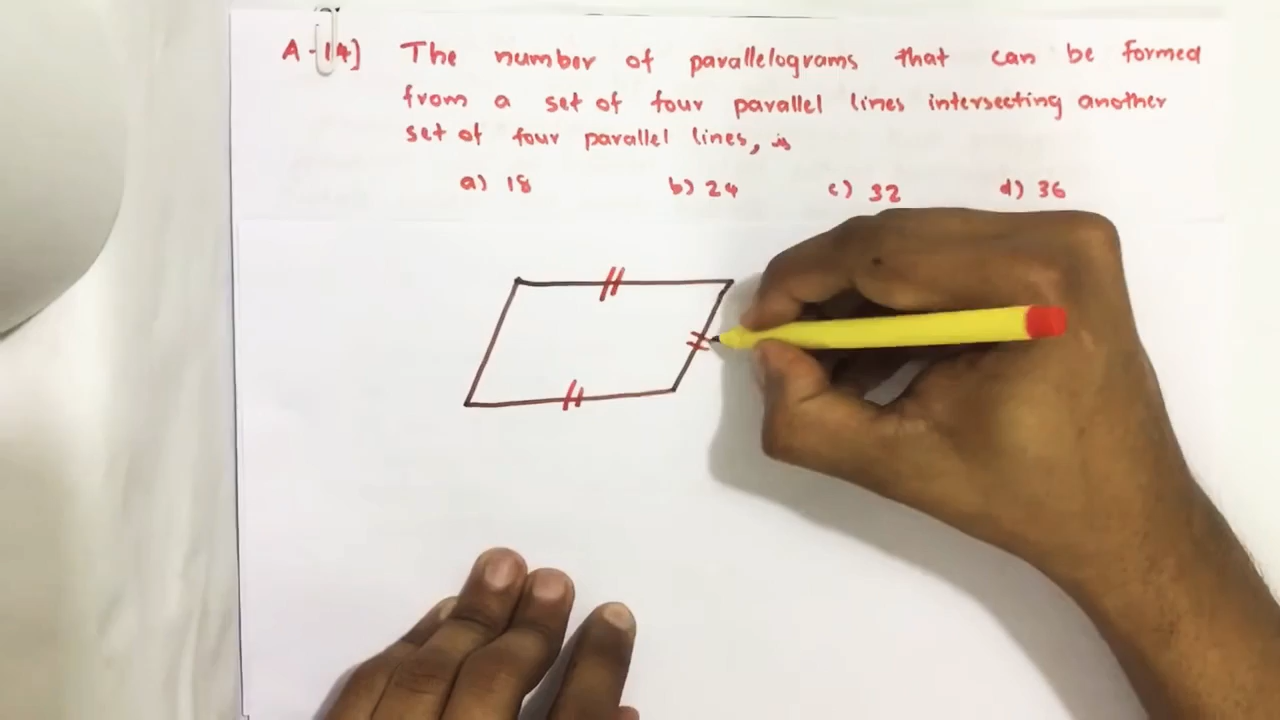 A-14] The number of parallelograms that can be formed
from a set of four parallel lines intersecting another
set of four parallel lines, is
a) 18 b) 24 c) 32 d) 36